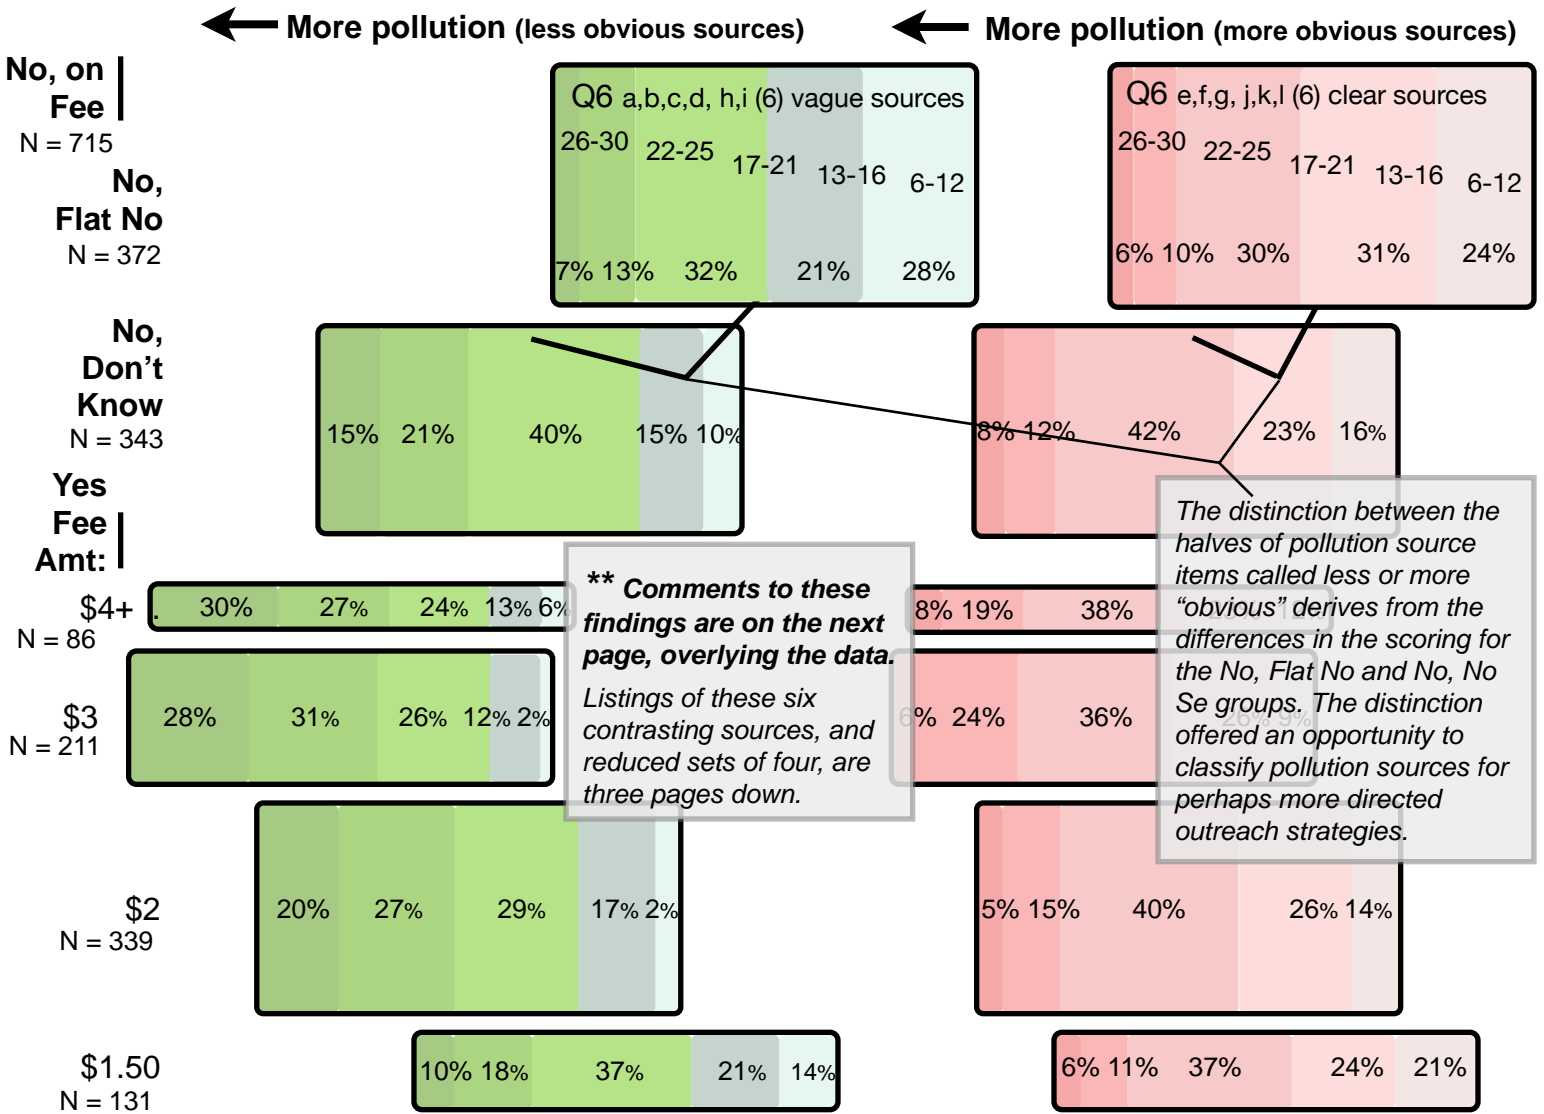 More pollution (less obvious sources)
More pollution (more obvious sources)
No, on
Fee
N = 715
Q6 a,b,c,d, h,i (6) vague sources
26-30 22-25 17-21 13-16 6-12
7% 13% 32% 21% 28%
Q6 e,f,g, j,k,l (6) clear sources
26-30 22-25 17-21 13-16 6-12
6% 10% 30% 31% 24%
No,
Flat No
N = 372
No,
Don’t
Know
N = 343
15% 21% 40% 15% 10%
8% 12% 42% 23% 16%
Yes
Fee
Amt:
$4+
N = 86
. 30% 27% 24% 13% 6%
8% 19% 38% 12%
$3
N = 211
28% 31% 26% 12% 2%
6% 24% 36% 26% 9%
** Comments to these
findings are on the next
page, overlying the data.
Listings of these six
contrasting sources, and
reduced sets of four, are
three pages down.
The distinction between the
halves of pollution source
items called less or more
“obvious” derives from the
differences in the scoring for
the No, Flat No and No, No
Se groups. The distinction
offered an opportunity to
classify pollution sources for
perhaps more directed
outreach strategies.
$2
N = 339
20% 27% 29% 17% 2%
5% 15% 40% 26% 14%
$1.50
N = 131
10% 18% 37% 21% 14%
6% 11% 37% 24% 21%